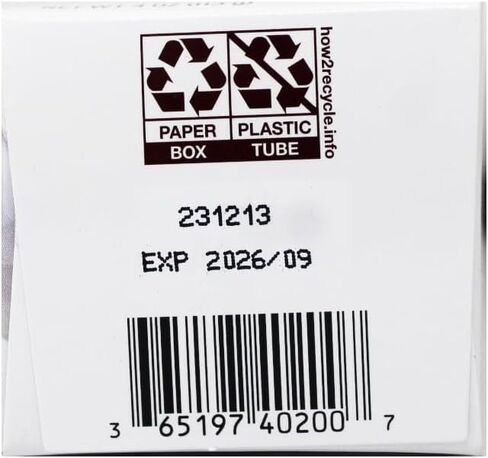 how2recycle.info
PAPER PLASTIC
BOX TUBE
231213
EXP 2026/09
3 65197 40200 7